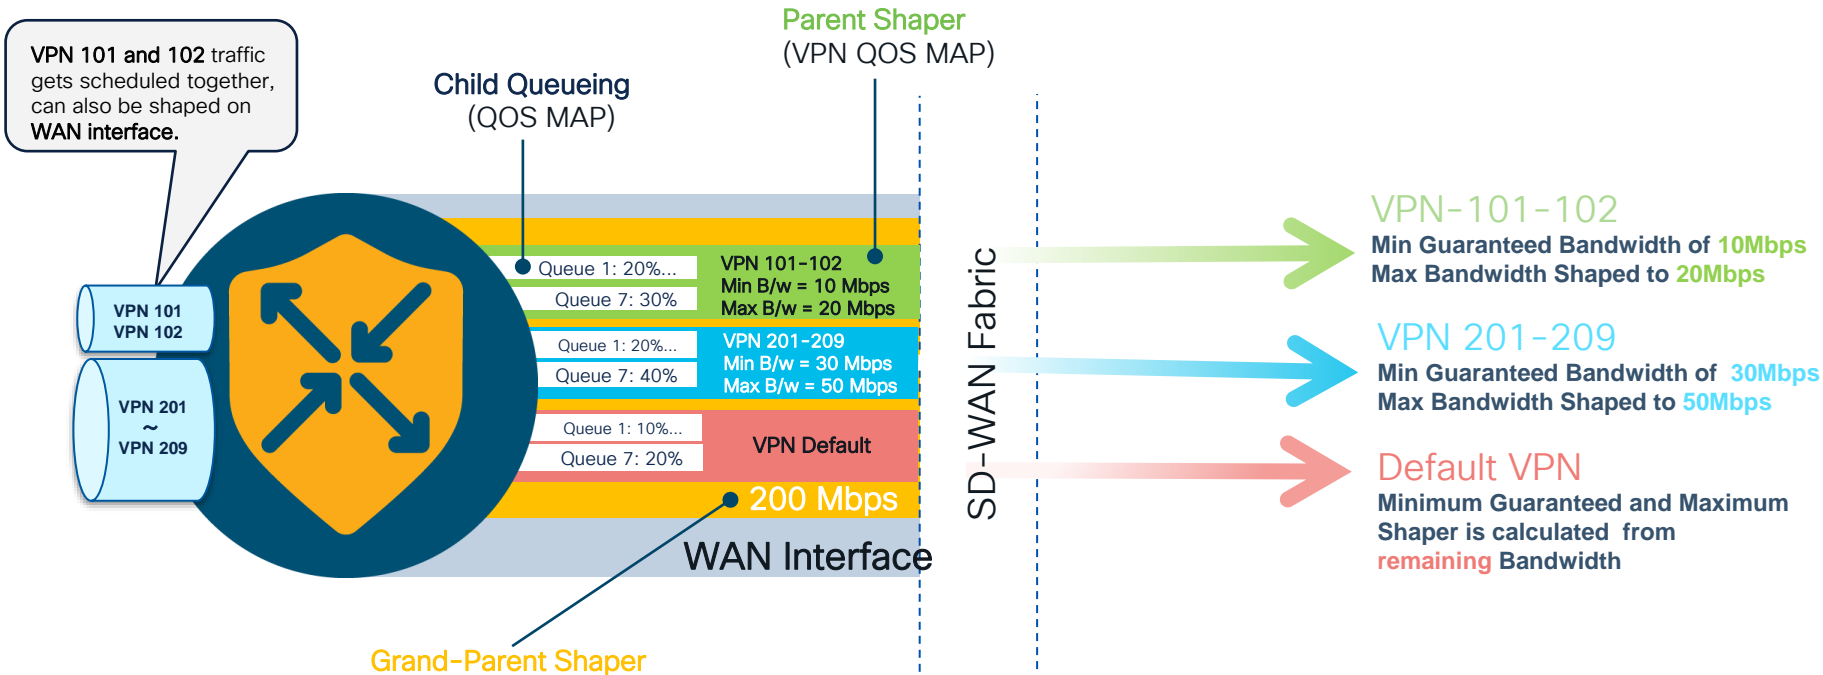 Parent Shaper
(VPN QOS MAP)
VPN 101 and 102 traffic
gets scheduled together,
can also be shaped on
WAN interface.
Child Queueing
(QOS MAP)
VPN 101
VPN 102
VPN 201
~
VPN 209
Queue 1: 20%...
Queue 7: 30%
VPN 101-102
Min B/w = 10 Mbps
Max B/w = 20 Mbps
Queue 1: 20%...
Queue 7: 40%
VPN 201-209
Min B/w = 30 Mbps
Max B/w = 50 Mbps
Queue 1: 10%...
Queue 7: 20%
VPN Default
200 Mbps
WAN Interface
Grand-Parent Shaper
SD-WAN Fabric
VPN-101-102
Min Guaranteed Bandwidth of 10Mbps
Max Bandwidth Shaped to 20Mbps
VPN 201-209
Min Guaranteed Bandwidth of 30Mbps
Max Bandwidth Shaped to 50Mbps
Default VPN
Minimum Guaranteed and Maximum
Shaper is calculated from
remaining Bandwidth